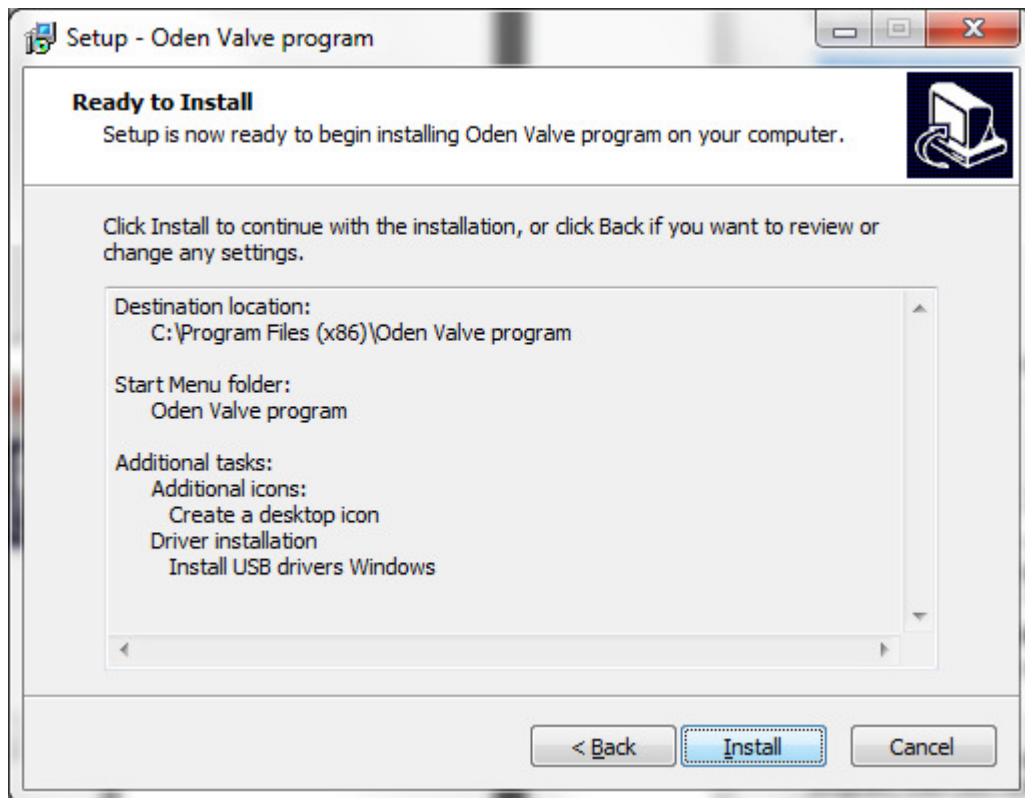 Setup - Oden Valve program
Ready to Install
Setup is now ready to begin installing Oden Valve program on your computer.
Click Install to continue with the installation, or click Back if you want to review or
change any settings.
Destination location:
C:\Program Files (x86)\Oden Valve program
Start Menu folder:
Oden Valve program
Additional tasks:
Additional icons:
Create a desktop icon
Driver installation
Install USB drivers Windows
< Back
Install
Cancel